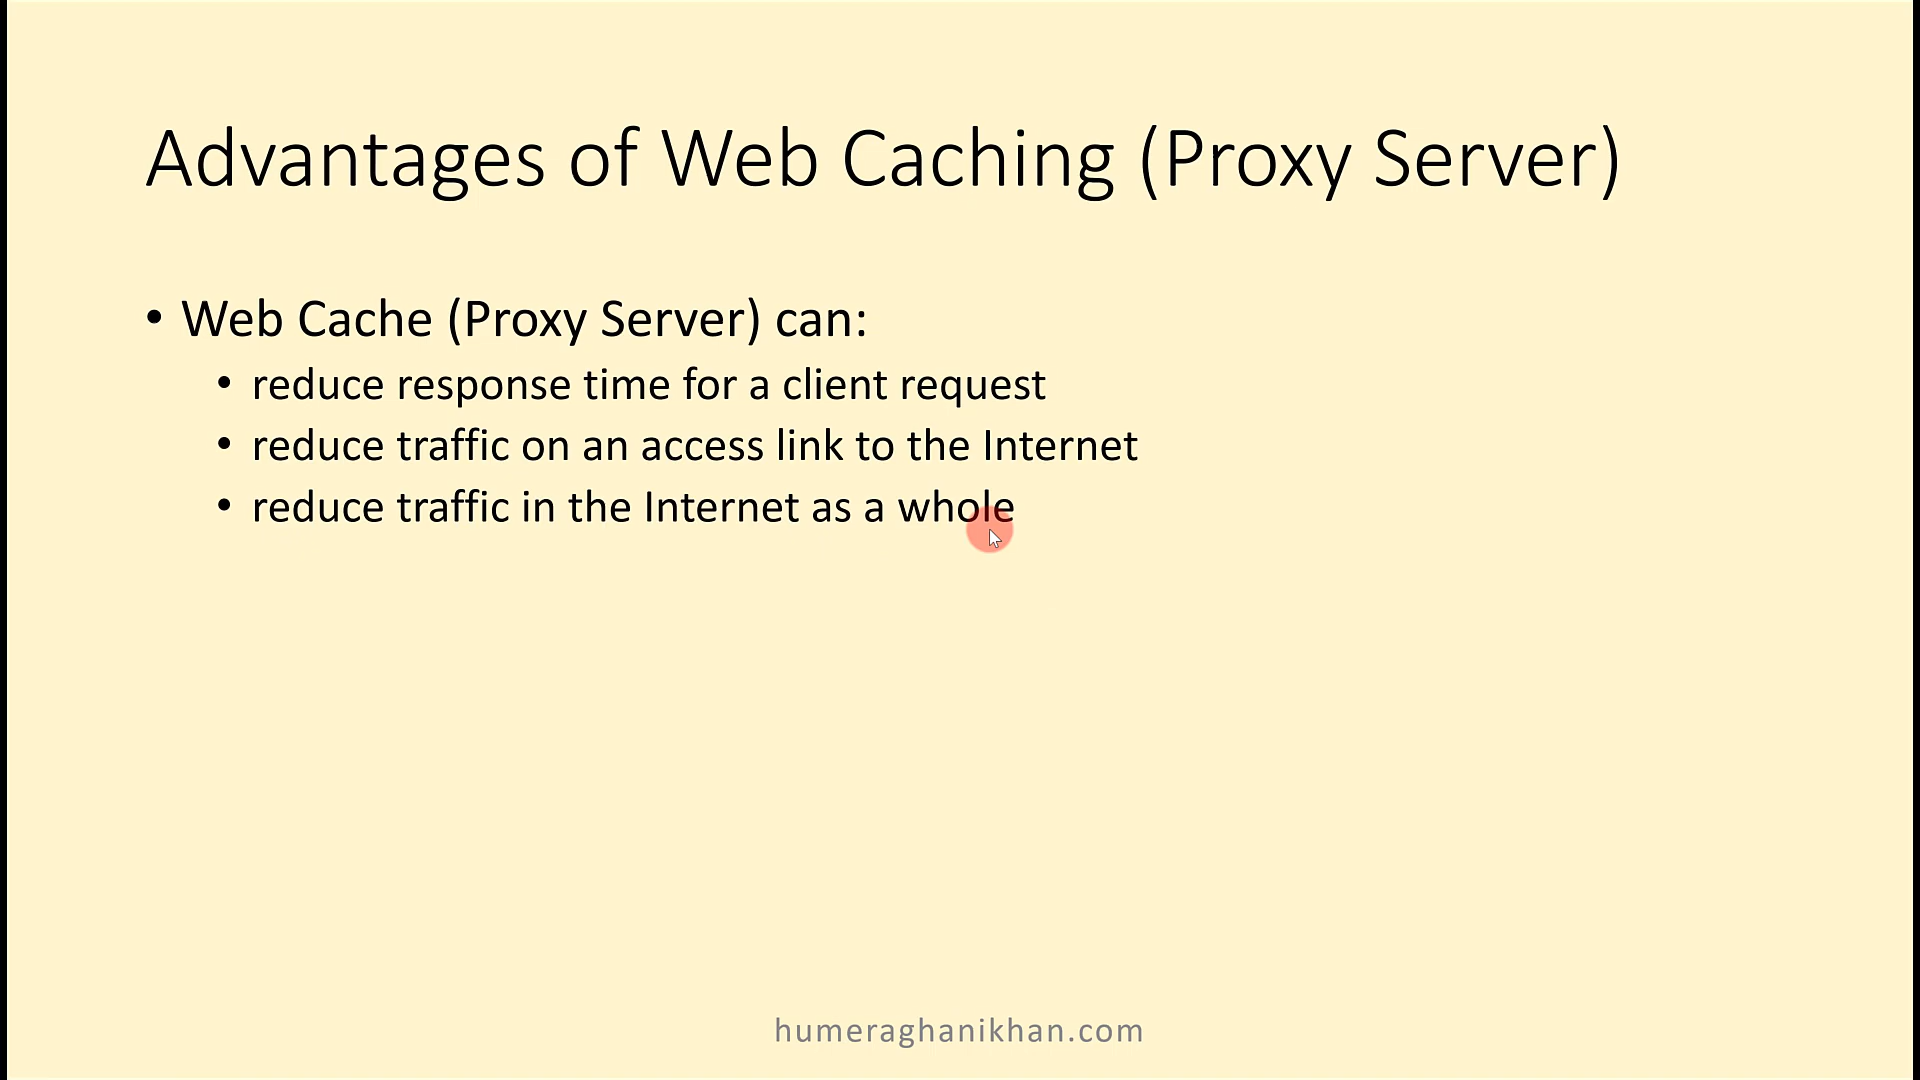 Advantages of Web Caching (Proxy Server)
• Web Cache (Proxy Server) can:
• reduce response time for a client request
• reduce traffic on an access link to the Internet
• reduce traffic in the Internet as a whole
humeraghanikhan.com